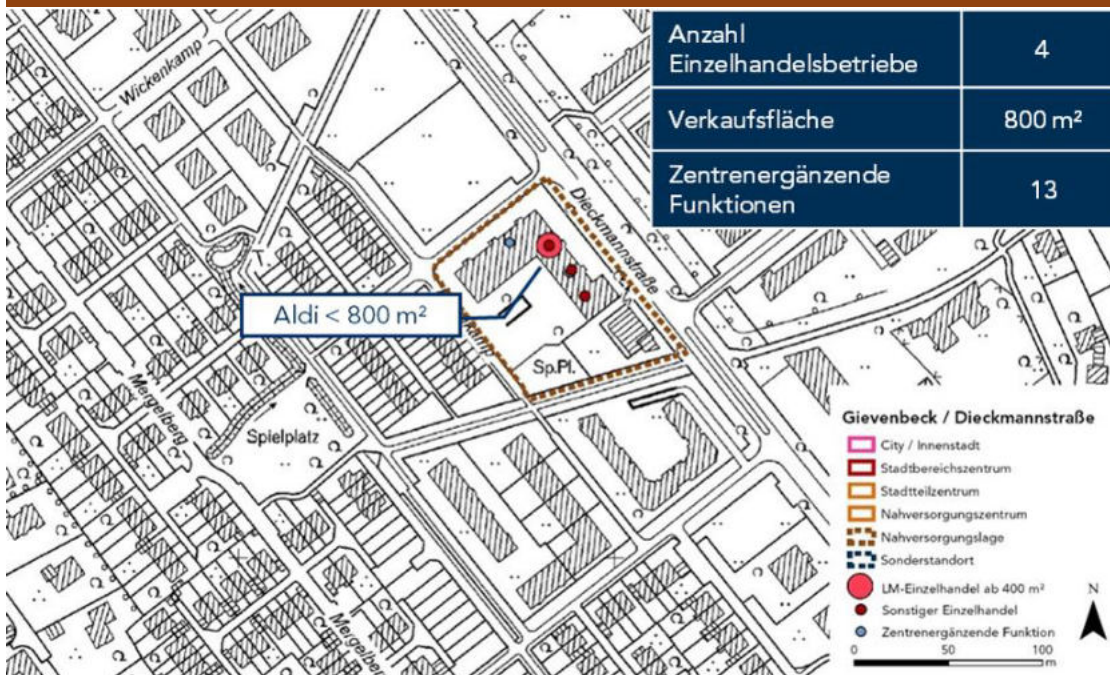 Anzahl
Einzelhandelsbetriebe
4
Verkaufsfläche
800 m²
Zentrenergänzende
Funktionen
13
Wickenkamp
Dieckmannstraße
Aldi < 800 m²
kamp
Sp.Pl.
Mergelberg
Spielplatz
Mergelberg
Gievenbeck / Dieckmannstraße
City / Innenstadt
Stadtbereichszentrum
Stadtteilzentrum
Nahversorgungszentrum
Nahversorgungslage
Sonderstandort
LM-Einzelhandel ab 400 m²
Sonstiger Einzelhandel
Zentrenergänzende Funktion
N
0 50 100
m